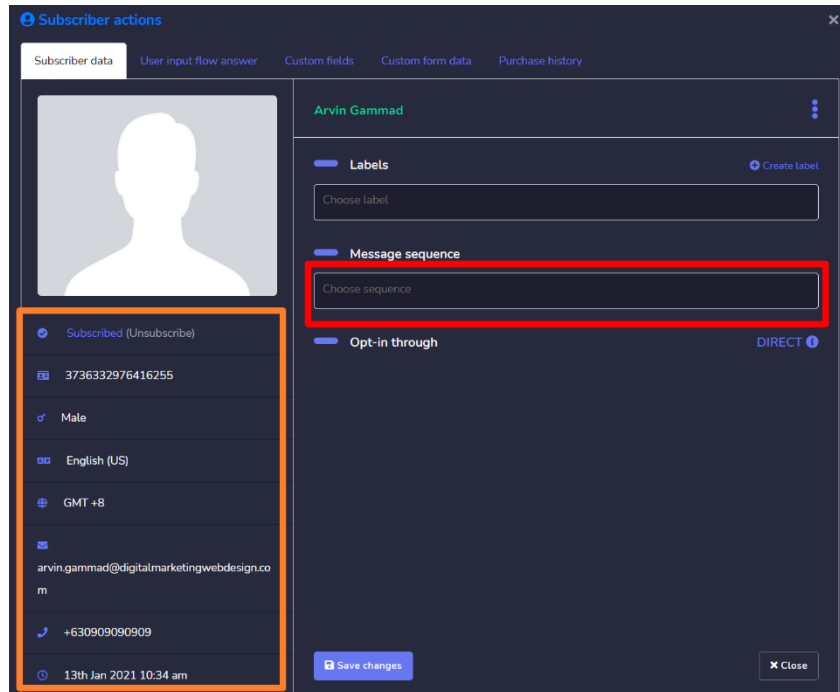 Subscriber actions
Subscriber data User input flow answer Custom fields Custom form data Purchase history
Arvin Gammad
Labels Create label
Choose label
Message sequence
Choose sequence
Opt-in through DIRECT
Subscribed (Unsubscribe)
3736332976416255
Male
English (US)
GMT +8
arvin.gammad@digitalmarketingwebdesign.co
m
+630909090909
13th Jan 2021 10:34 am
Save changes Close